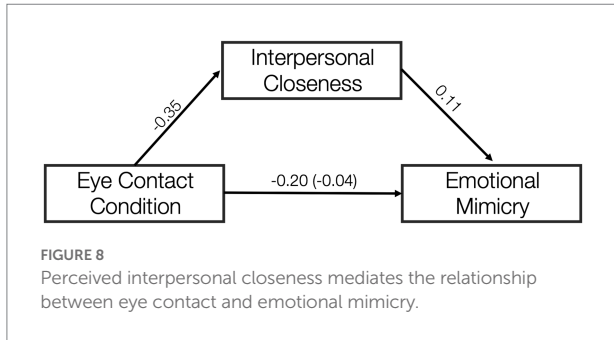 Interpersonal
Closeness
-0.35
0.11
Eye Contact
Condition
-0.20 (-0.04)
Emotional
Mimicry
FIGURE 8
Perceived interpersonal closeness mediates the relationship
between eye contact and emotional mimicry.